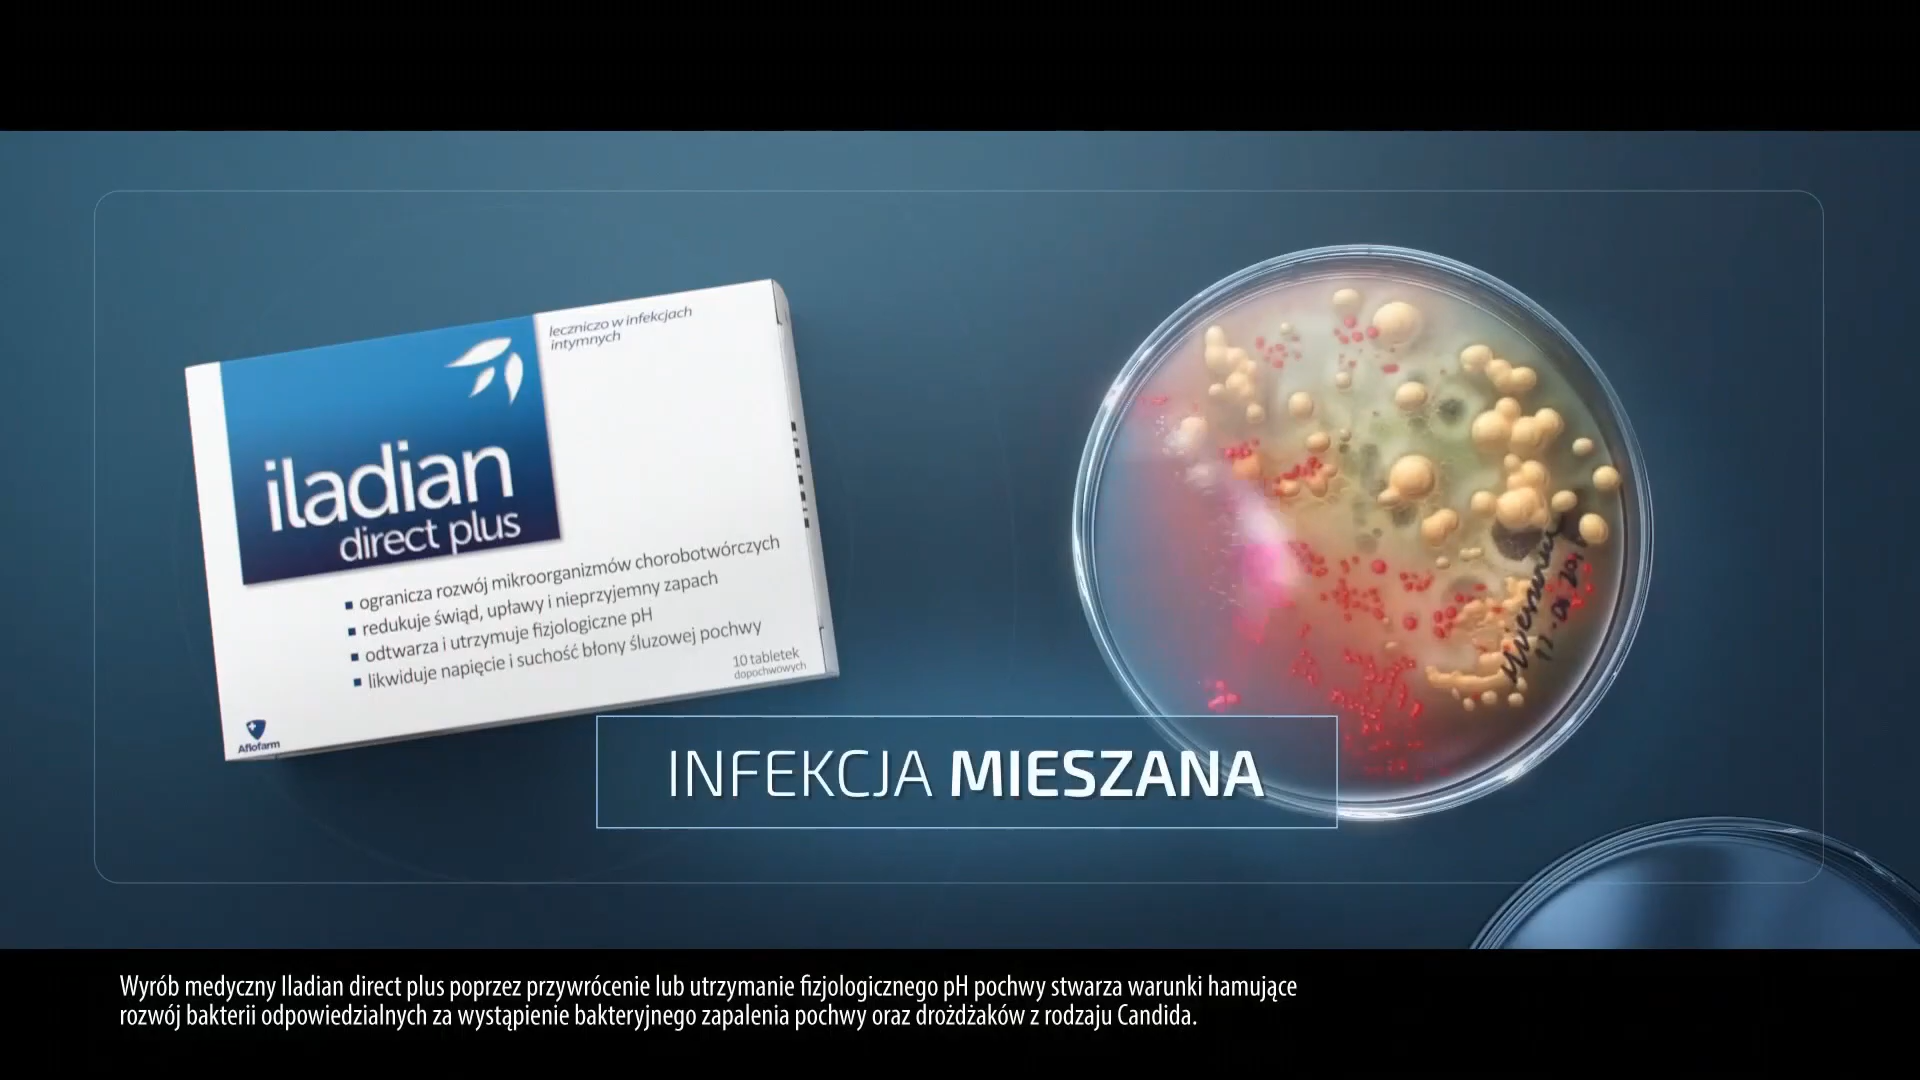 leczniczo w infekcjach
intymnych
iladian
direct plus
▪ ogranicza rozwój mikroorganizmów chorobotwórczych
▪ redukuje świąd, upławy i nieprzyjemny zapach
▪ odtwarza i utrzymuje fizjologiczne pH
▪ likwiduje napięcie i suchość błony śluzowej pochwy
10 tabletek
dopochwowych
Aflofarm
INFEKCJA MIESZANA
Wyrób medyczny Iladian direct plus poprzez przywrócenie lub utrzymanie fizjologicznego pH pochwy stwarza warunki hamujące
rozwój bakterii odpowiedzialnych za wystąpienie bakteryjnego zapalenia pochwy oraz drożdżaków z rodzaju Candida.